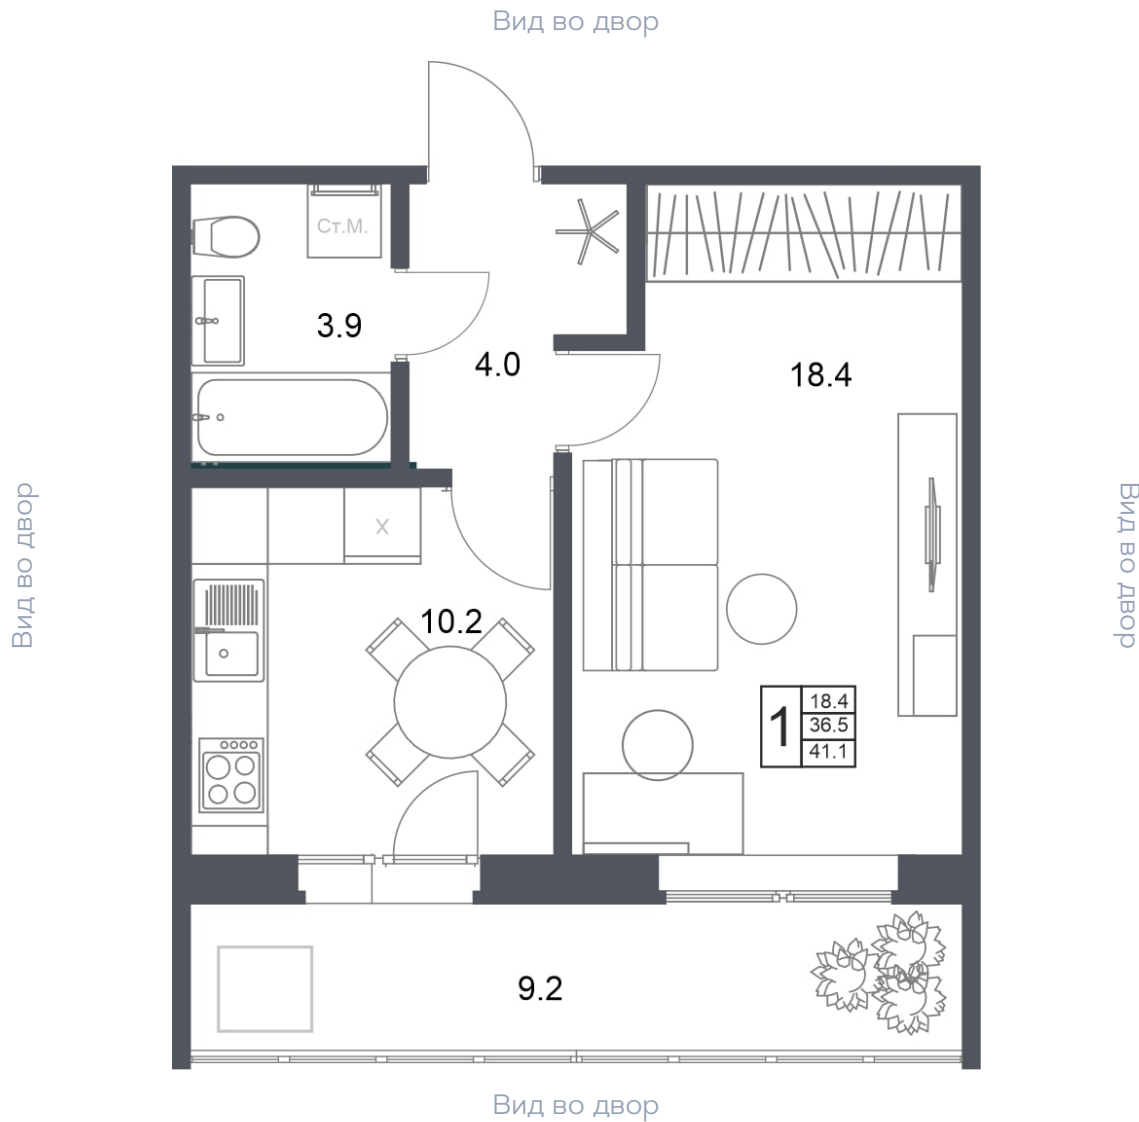 Вид во двор
Ст.М.
3.9
4.0
18.4
Вид во двор
Вид во двор
X
10.2
1
18.4
36.5
41.1
9.2
Вид во двор